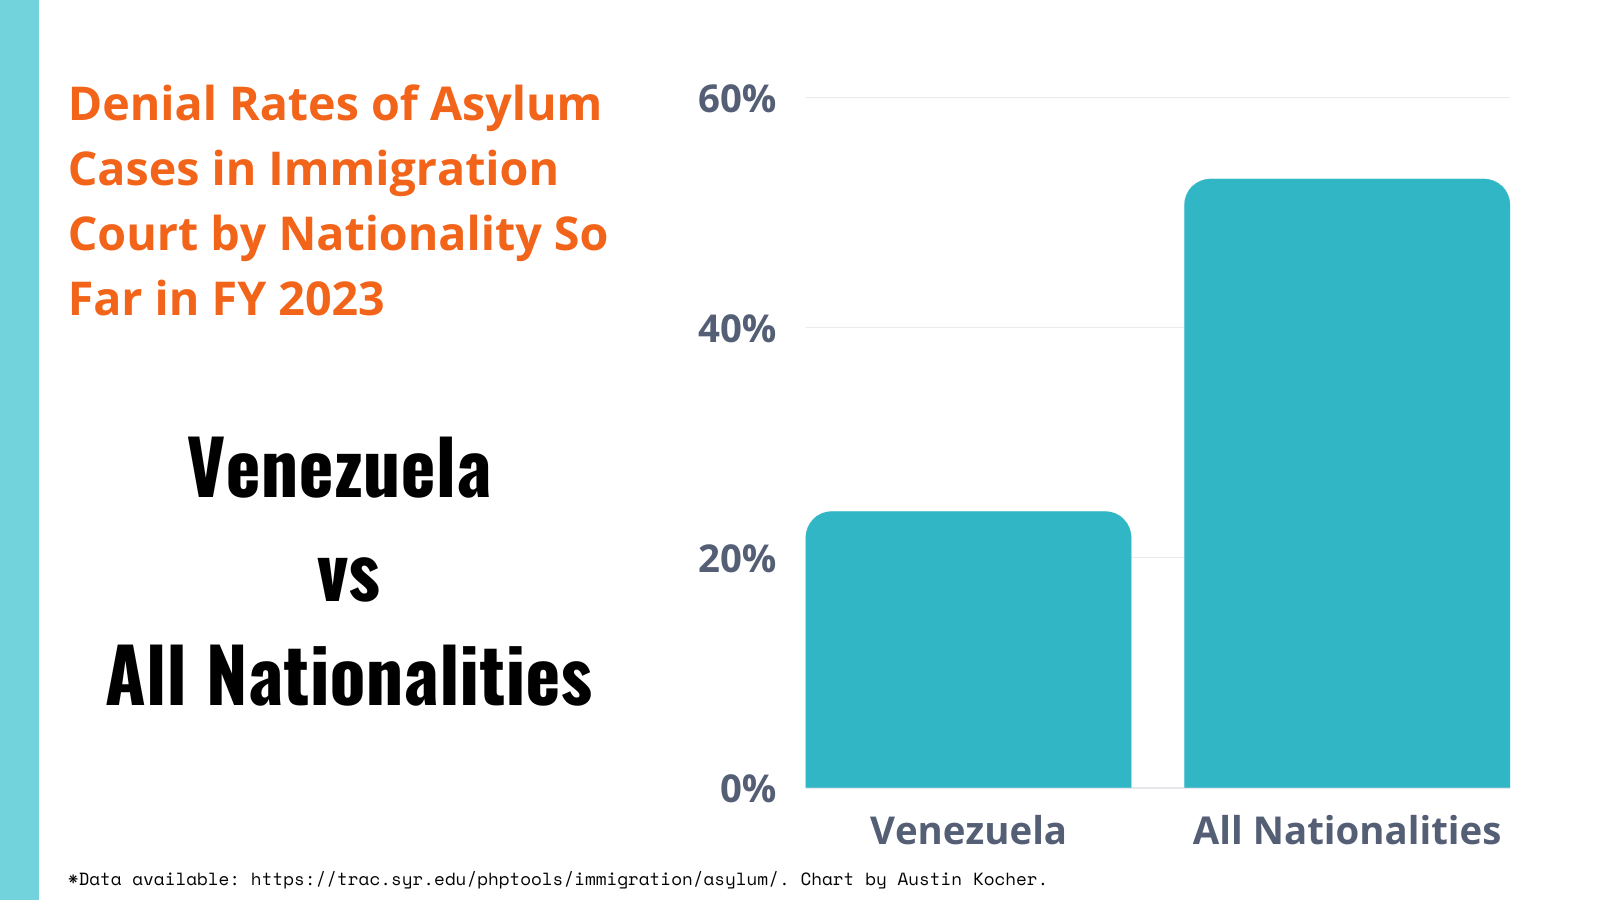 Denial Rates of Asylum
Cases in Immigration
Court by Nationality So
Far in FY 2023
Venezuela
vs
All Nationalities
60%
40%
20%
0%
Venezuela
All Nationalities
*Data available: https://trac.syr.edu/phptools/immigration/asylum/. Chart by Austin Kocher.